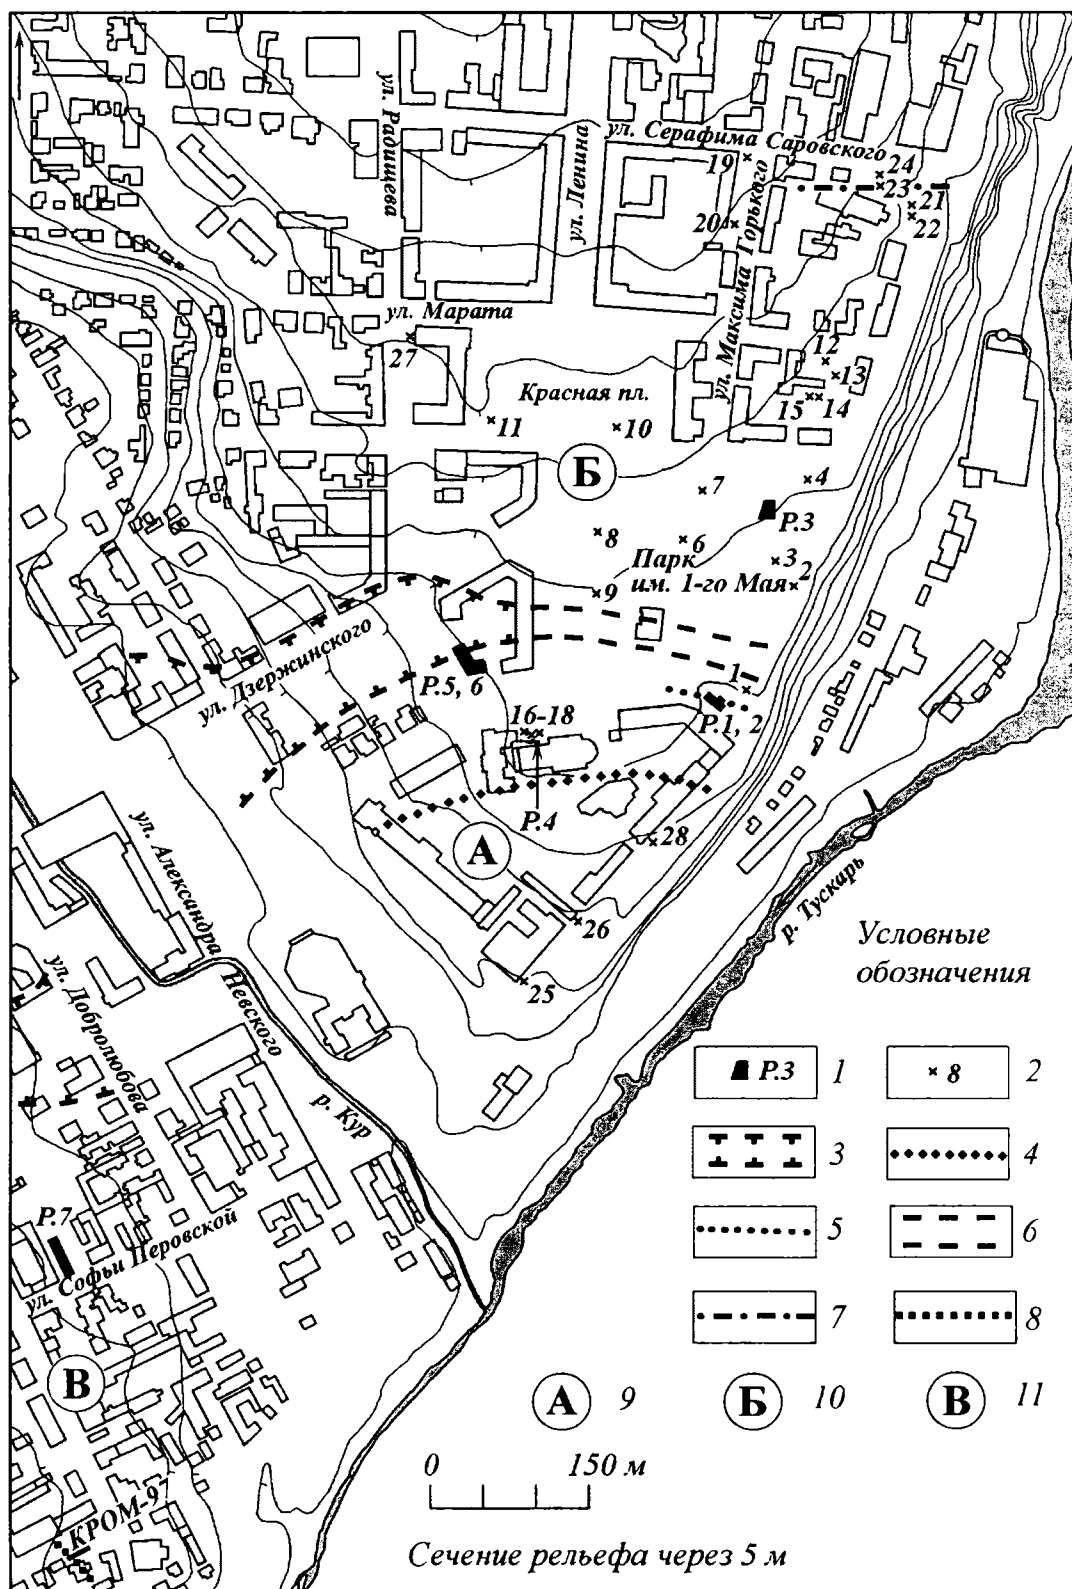 ул. Радищева
ул. Ленина
ул. Серафима Саровского
19
24
23
21
22
20
ул. Максима Горького
ул. Марата
27
12
13
15
14
Красная пл.
11
10
Б
7
4
Р.3
8
6
3
2
Парк
им. 1-го Мая
9
ул. Дзержинского
Р.5, 6
1
Р.1, 2
16-18
Р.4
А
28
26
25
р. Тускарь
ул. Александра Невского
ул. Добролюбова
р. Кур
Р.7
ул. Софьи Перовской
В
КРОМ-97
Условные
обозначения
Р.3 1
8 2
3
4
5
6
7
8
А 9
Б 10
В 11
0 150 м
Сечение рельефа через 5 м